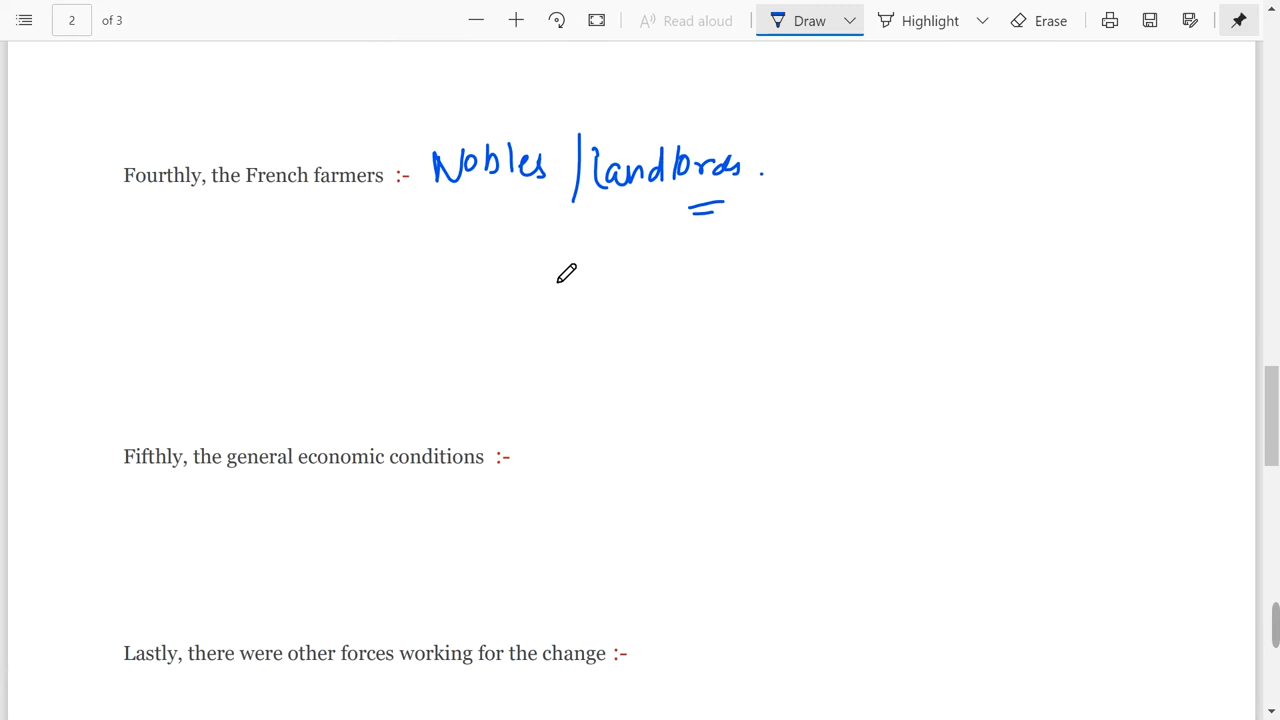 2 of 3 Read aloud Draw Highlight Erase
Fourthly, the French farmers :- Nobles / landlords .
Fifthly, the general economic conditions :-
Lastly, there were other forces working for the change :-